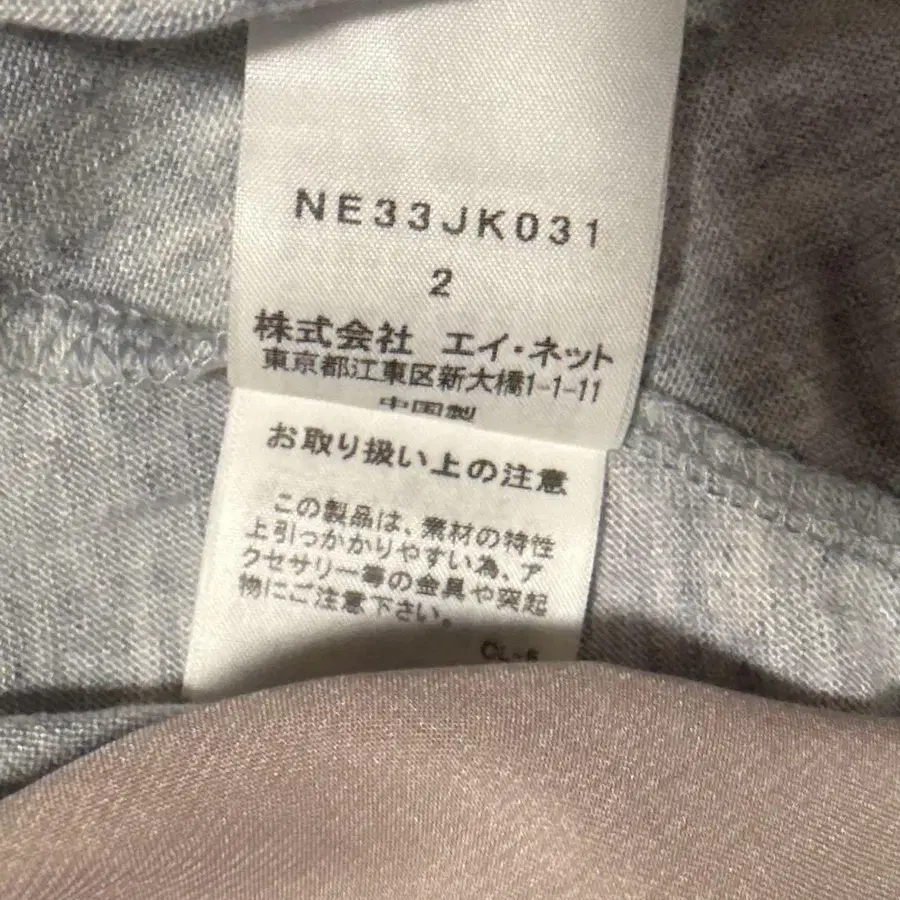 NE33JK031
2
株式会社 エイ・ネット
東京都江東区新大橋1-1-11
中国製
お取り扱い上の注意
この製品は、素材の特性
上引っかかりやすい為、ア
クセサリー等の金具や突起
物にご注意下さい。
CL-5